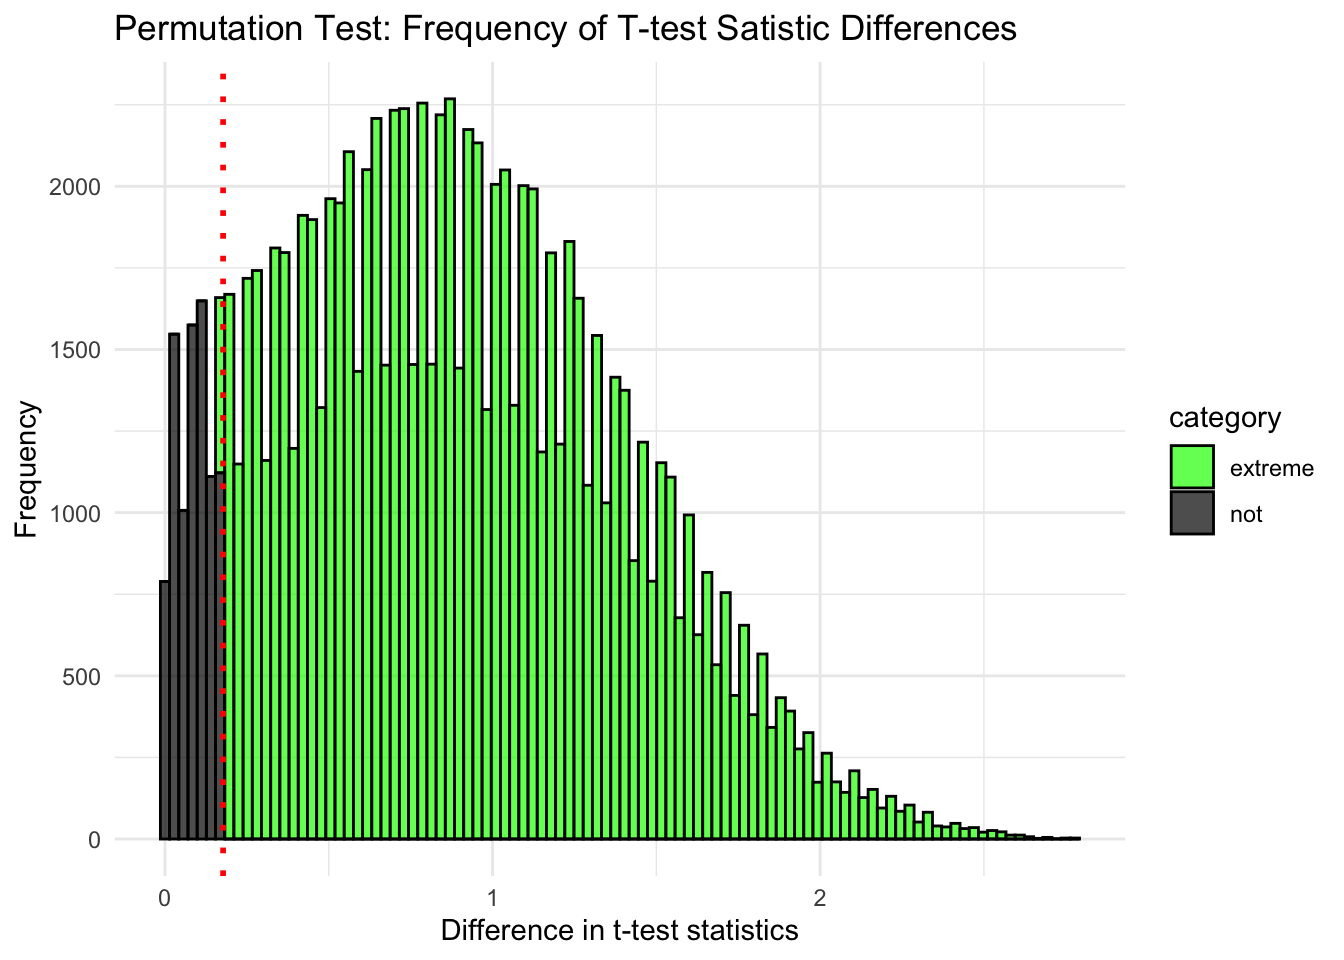 Permutation Test: Frequency of T-test Satistic Differences
Frequency
2000
1500
1000
500
0
0 1 2
Difference in t-test statistics
category
extreme
not